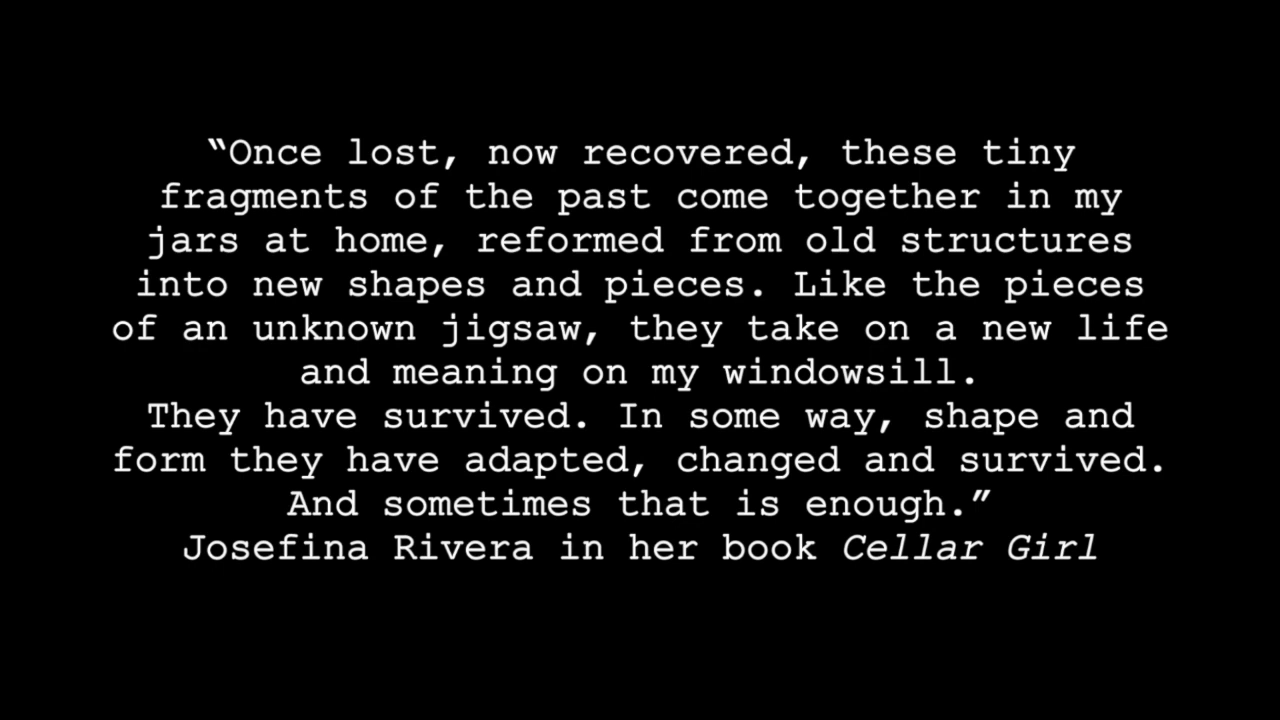 “Once lost, now recovered, these tiny
fragments of the past come together in my
jars at home, reformed from old structures
into new shapes and pieces. Like the pieces
of an unknown jigsaw, they take on a new life
and meaning on my windowsill.
They have survived. In some way, shape and
form they have adapted, changed and survived.
And sometimes that is enough.”
Josefina Rivera in her book Cellar Girl